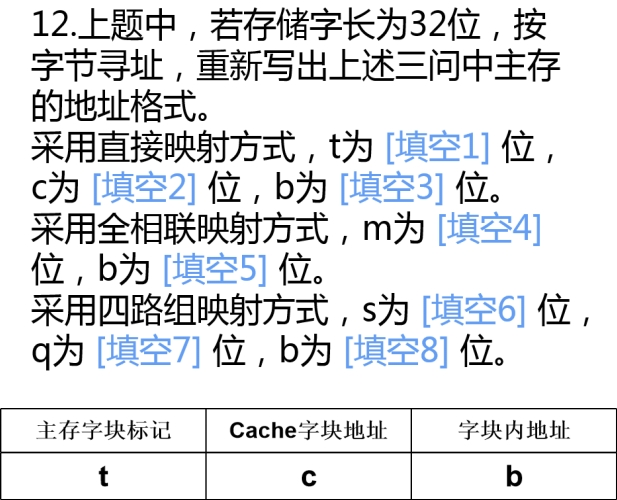 12.上题中，若存储字长为32位，按
字节寻址，重新写出上述三问中主存
的地址格式。
采用直接映射方式，t为 [填空1] 位，
c为 [填空2] 位，b为 [填空3] 位。
采用全相联映射方式，m为 [填空4]
位，b为 [填空5] 位。
采用四路组映射方式，s为 [填空6] 位，
q为 [填空7] 位，b为 [填空8] 位。
主存字块标记 Cache字块地址 字块内地址
t c b